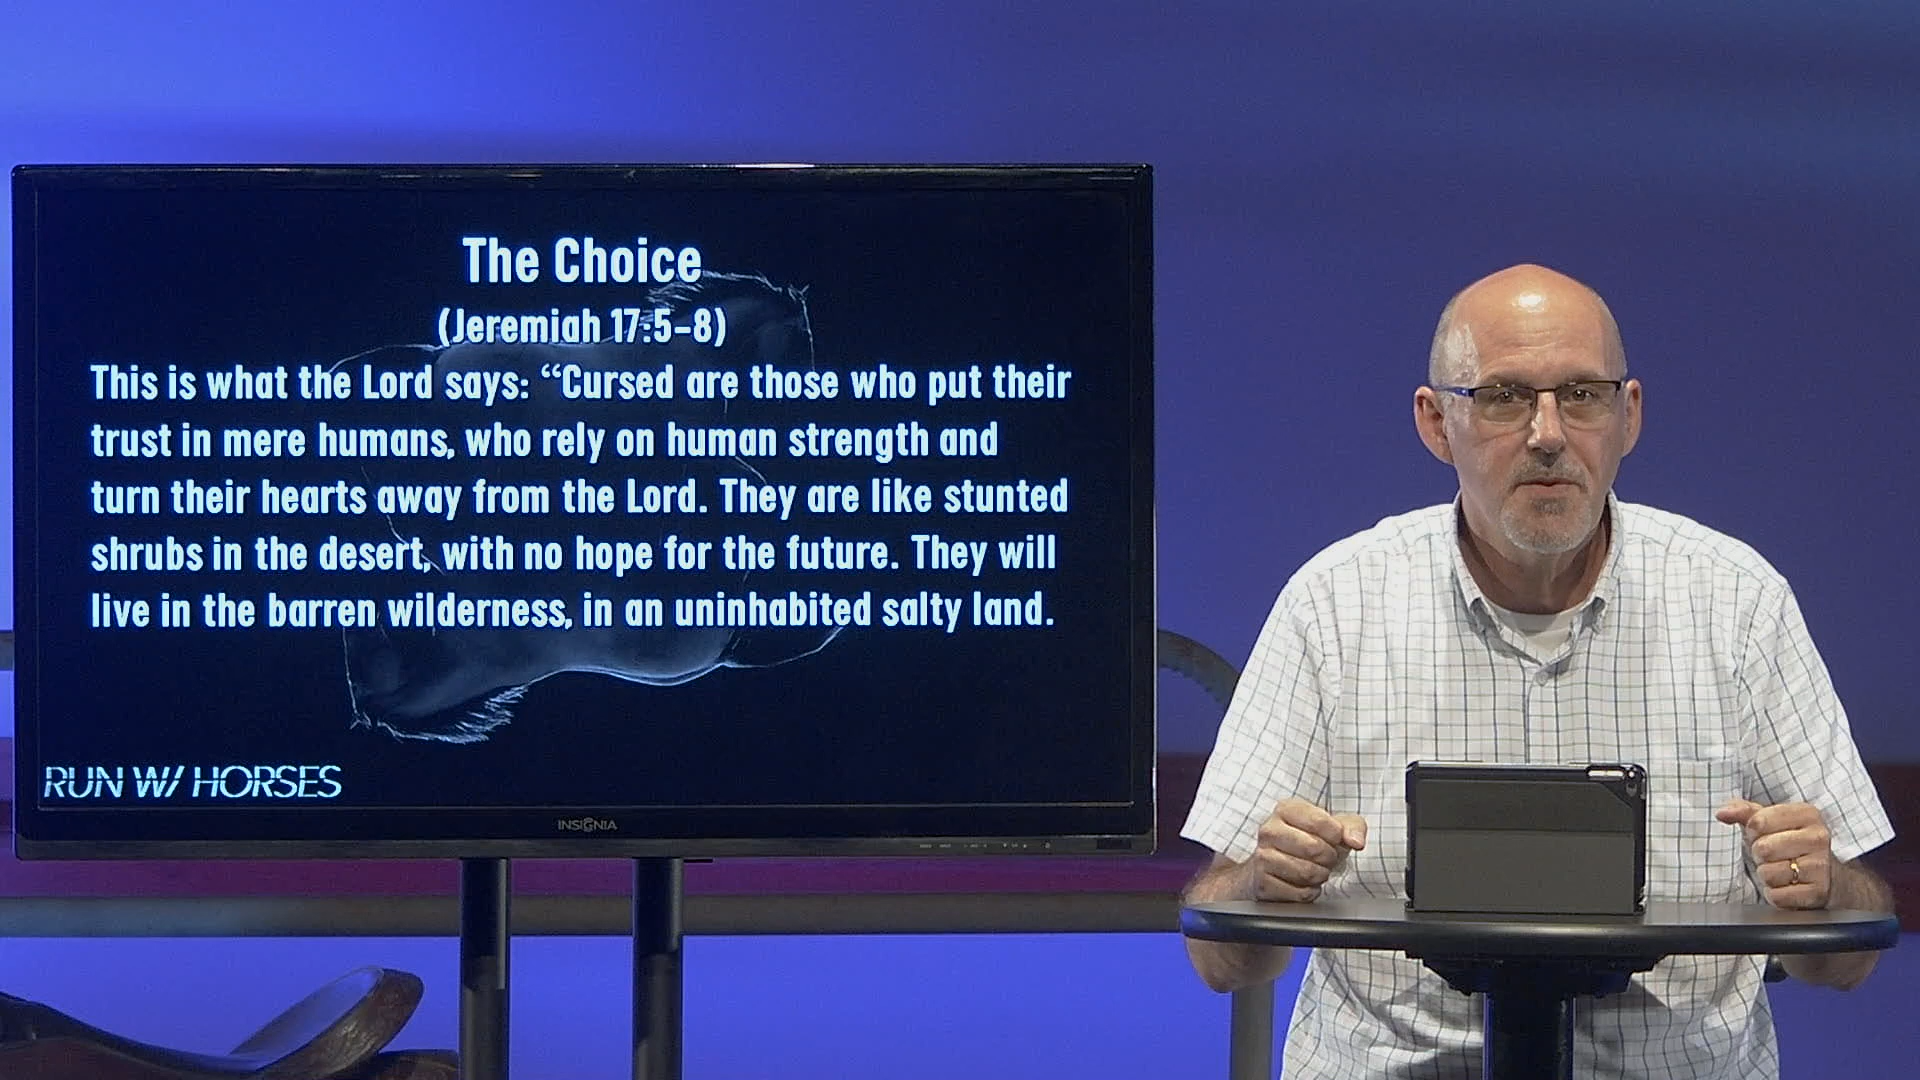 The Choice
(Jeremiah 17:5-8)
This is what the Lord says: “Cursed are those who put their
trust in mere humans, who rely on human strength and
turn their hearts away from the Lord. They are like stunted
shrubs in the desert, with no hope for the future. They will
live in the barren wilderness, in an uninhabited salty land.
RUN W/ HORSES
INSIGNIA